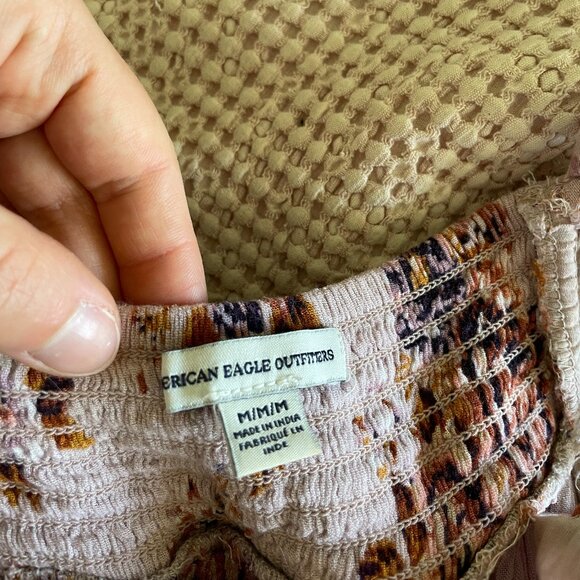 ERICAN EAGLE OUTFITTERS
M/M/M
MADE IN INDIA
FABRIQUÉ EN
INDE